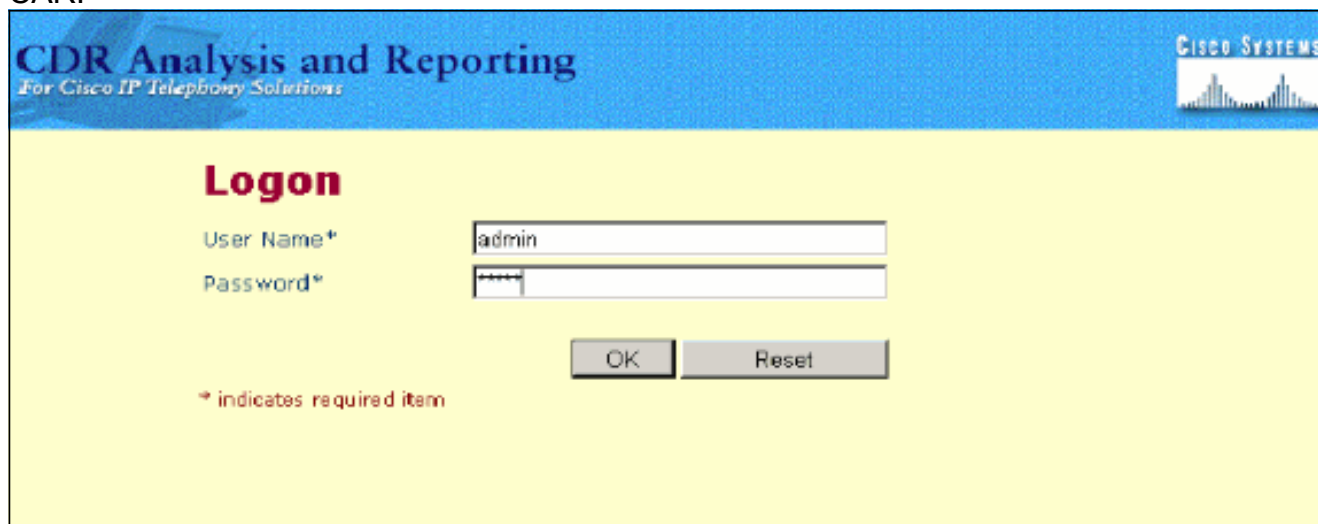 CDR Analysis and Reporting
For Cisco IP Telephony Solutions
CISCO SYSTEMS
Logon
User Name*
admin
Password*
*****
OK
Reset
* indicates required item